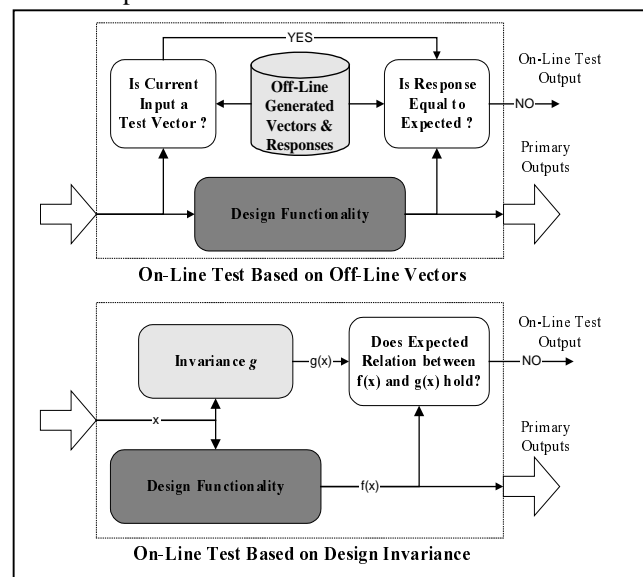 YES
Is Current
Input a
Test Vector ?
Off-Line
Generated
Vectors &
Responses
Is Response
Equal to
Expected ?
On-Line Test
Output
NO
Primary
Outputs
Design Functionality
On-Line Test Based on Off-Line Vectors
Invariance g
g(x)
Does Expected
Relation between
f(x) and g(x) hold?
On-Line Test
Output
NO
x
Primary
Outputs
Design Functionality
f(x)
On-Line Test Based on Design Invariance